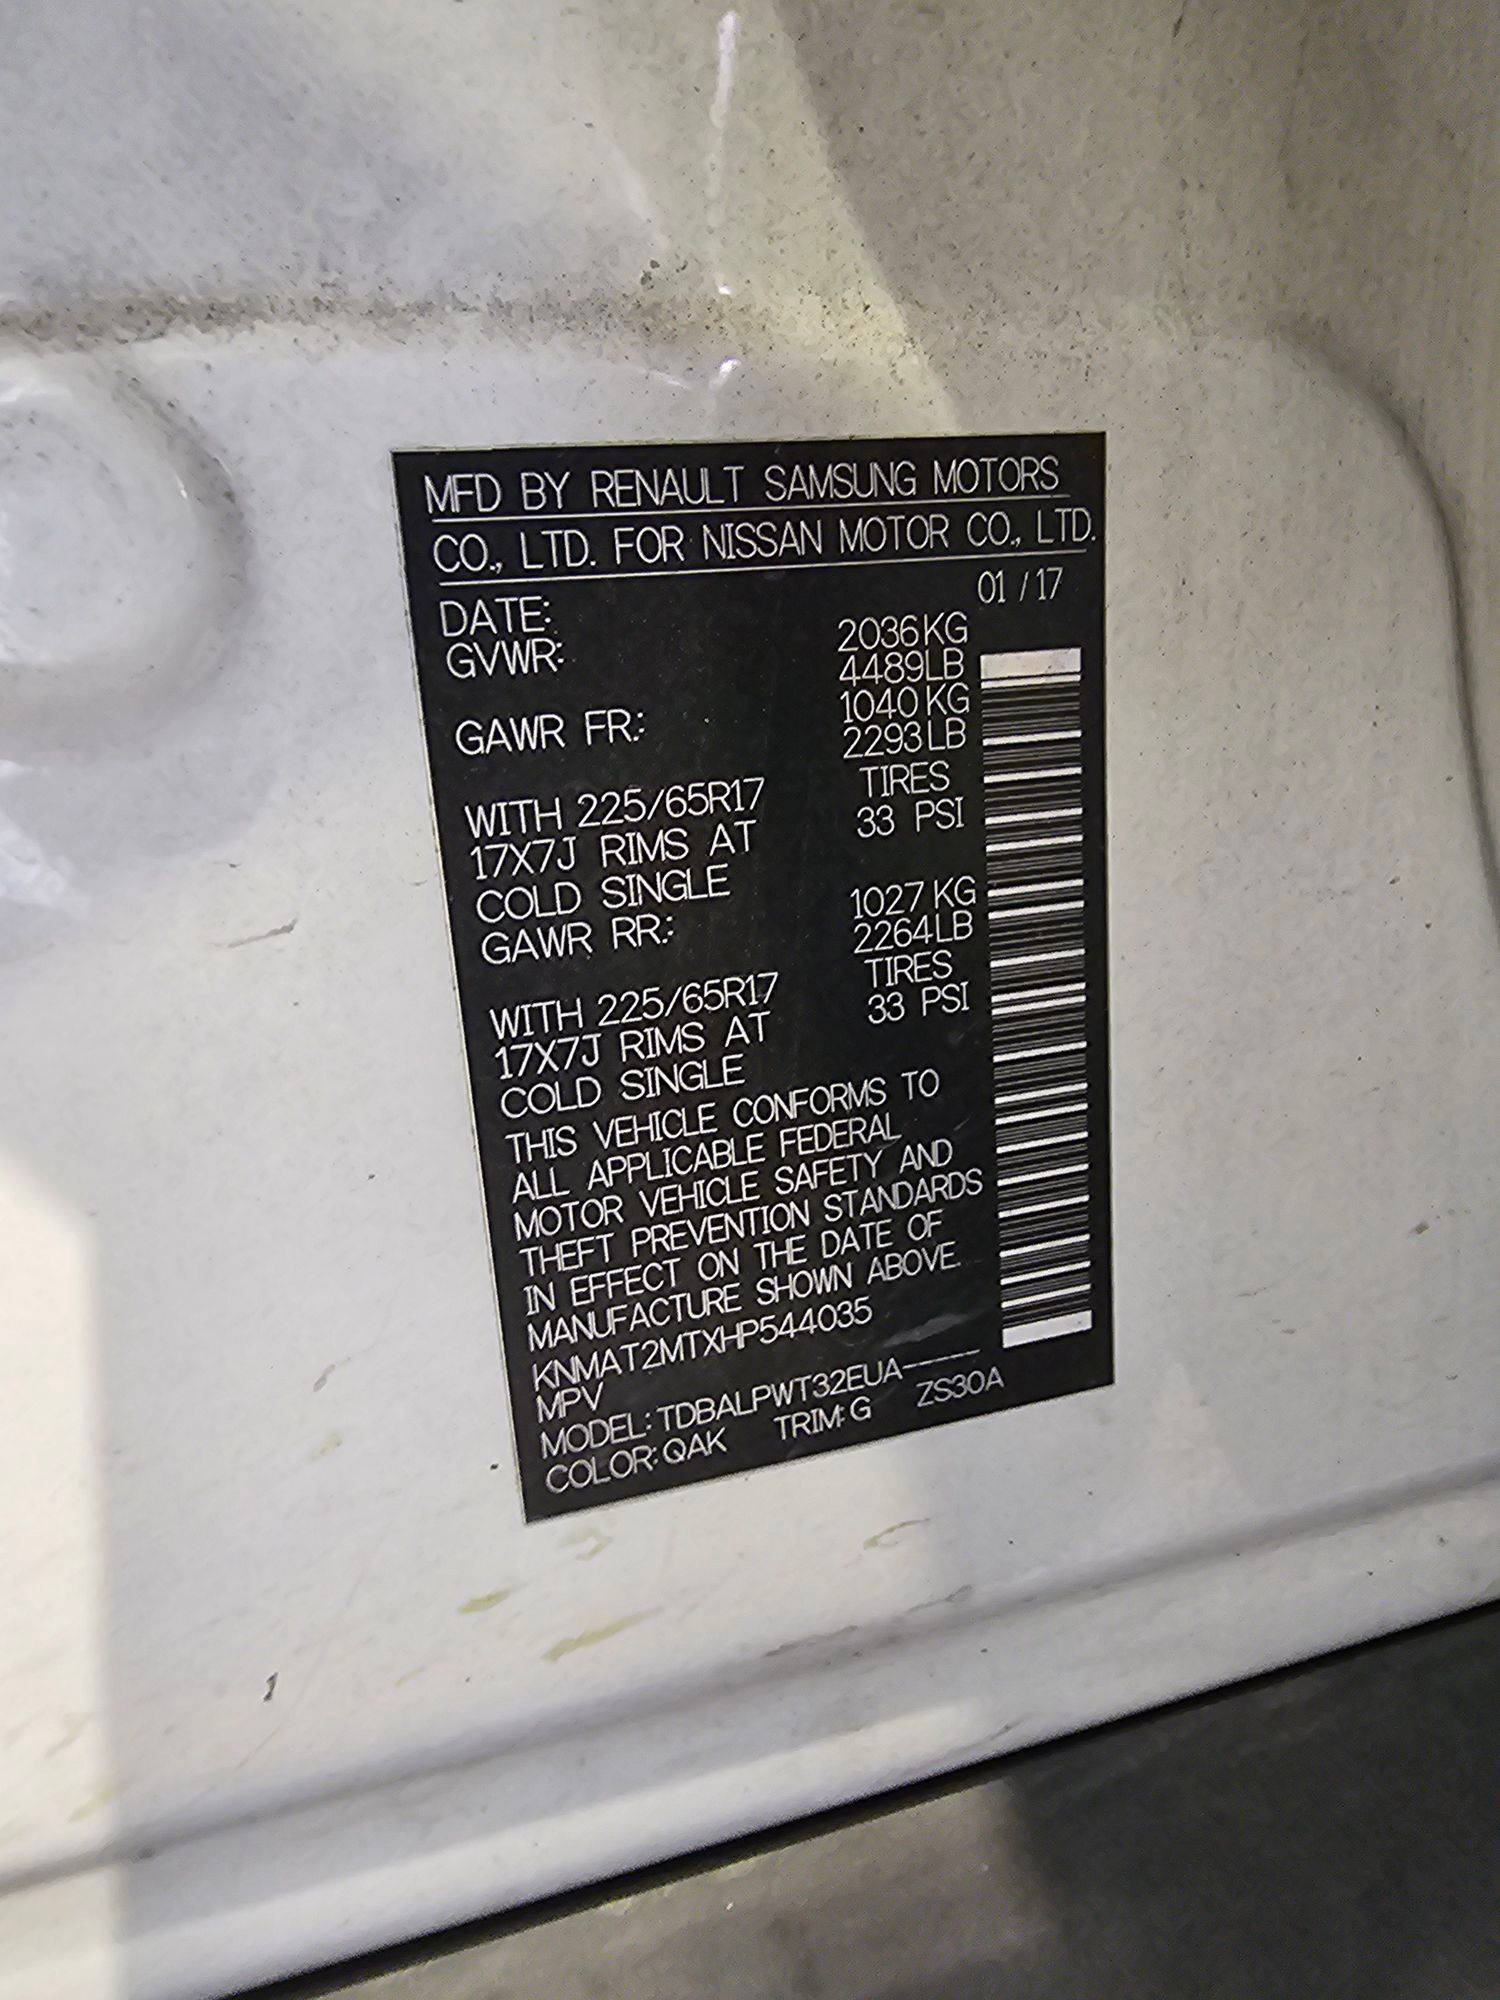 MFD BY RENAULT SAMSUNG MOTORS
CO., LTD. FOR NISSAN MOTOR CO., LTD.
DATE: 01 / 17
GVWR: 2036 KG
4489 LB
GAWR FR.: 1040 KG
2293 LB
WITH 225/65R17 TIRES
17X7J RIMS AT 33 PSI
COLD SINGLE
GAWR RR.: 1027 KG
2264 LB
WITH 225/65R17 TIRES
17X7J RIMS AT 33 PSI
COLD SINGLE
THIS VEHICLE CONFORMS TO
ALL APPLICABLE FEDERAL
MOTOR VEHICLE SAFETY AND
THEFT PREVENTION STANDARDS
IN EFFECT ON THE DATE OF
MANUFACTURE SHOWN ABOVE.
KNMAT2MTXHP544035
MPV
MODEL: TDBALPWT32EUA-----
COLOR: QAK TRIM: G ZS30A